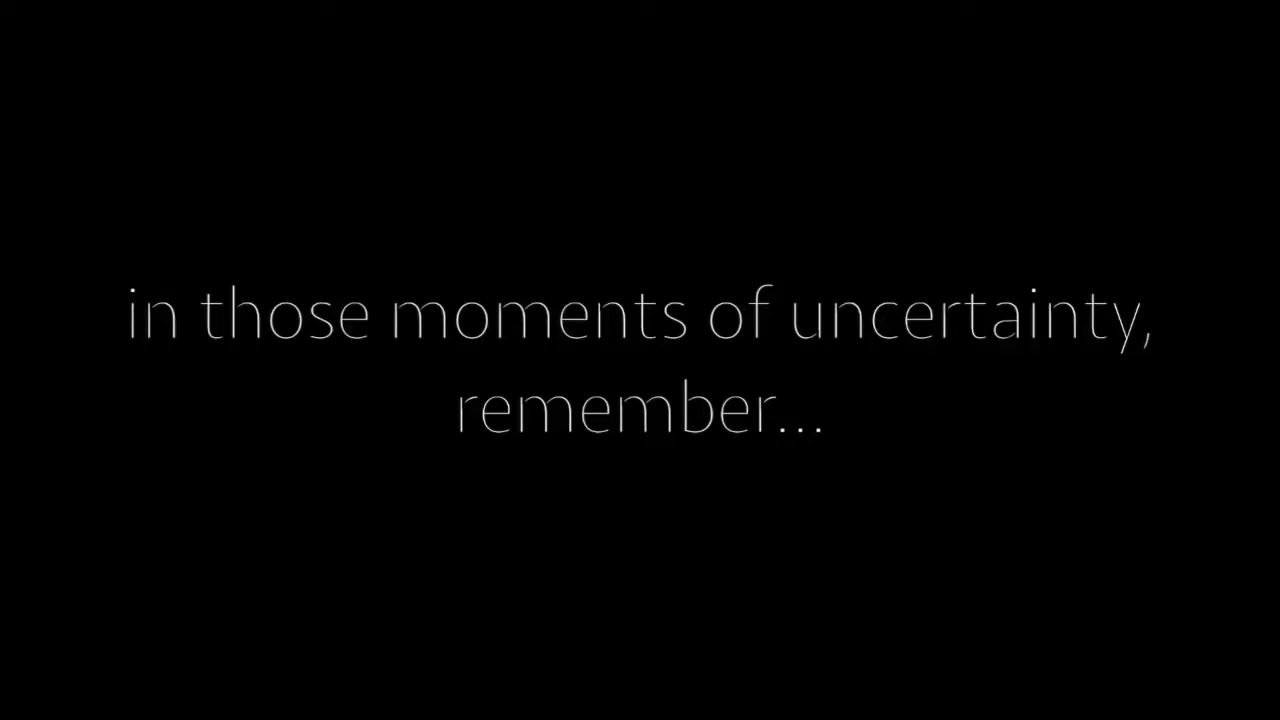 in those moments of uncertainty,
remember...